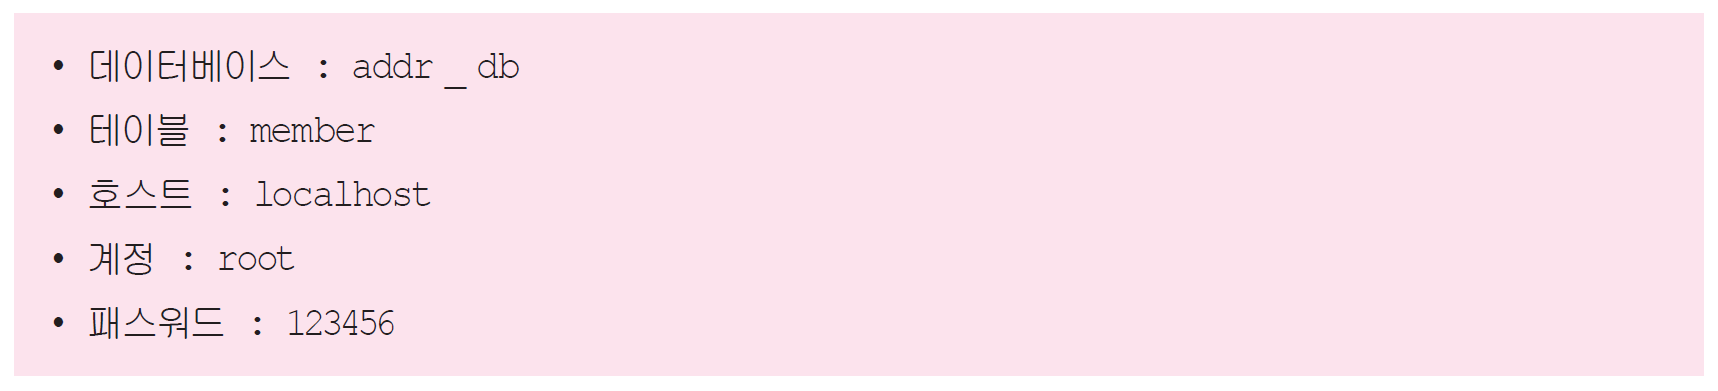 • 데이터베이스 : addr_db
• 테이블 : member
• 호스트 : localhost
• 계정 : root
• 패스워드 : 123456